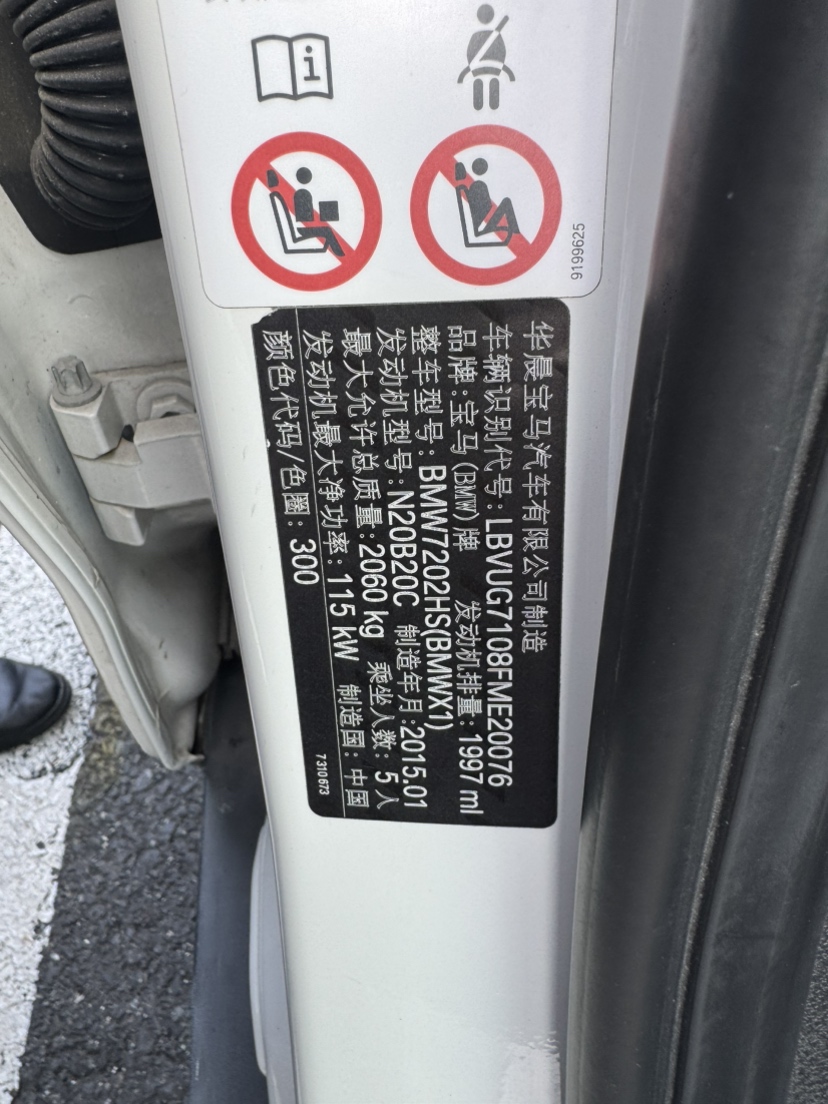 9199625
华晨宝马汽车有限公司制造
车辆识别代号:LBVUG7108FME20076
品牌:宝马(BMW)牌 发动机排量:1997 ml
整车型号:BMW7202HS(BMWX1)
发动机型号:N20B20C 制造年月:2015.01
最大允许总质量:2060 kg 乘坐人数:5人
发动机最大净功率:115 kW 制造国:中国
颜色代码/色圈:300
7 310 673